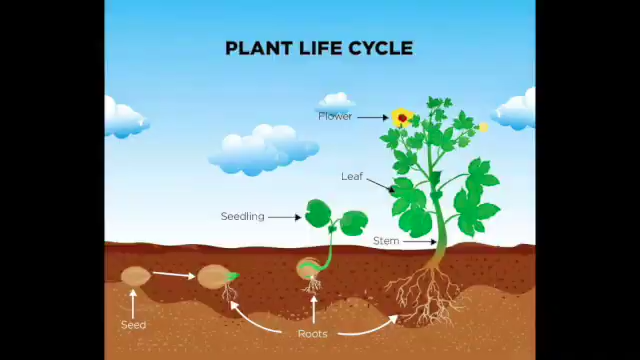 PLANT LIFE CYCLE
Flower
Leaf
Seedling
Stem
Seed
Roots